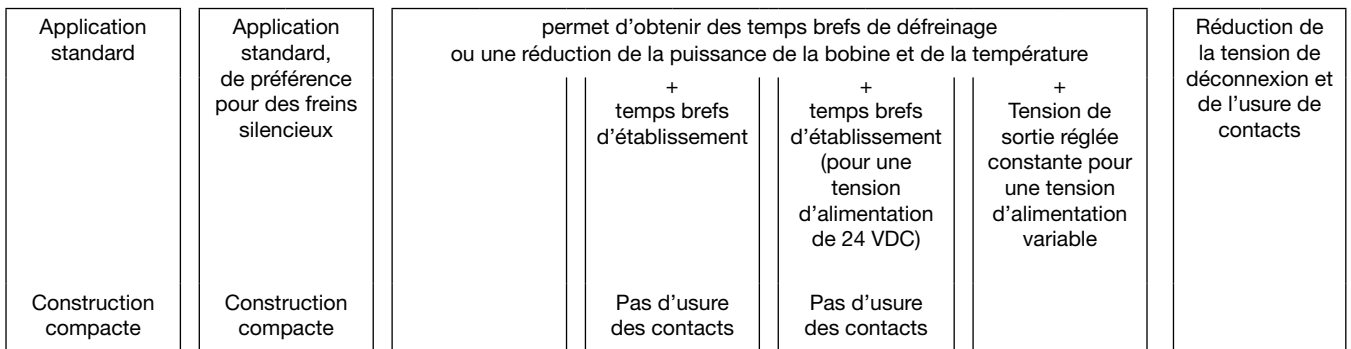 Application
standard
Construction
compacte
Application
standard,
de préférence
pour des freins
silencieux
Construction
compacte
permet d'obtenir des temps brefs de défreinage
ou une réduction de la puissance de la bobine et de la température
+
temps brefs
d'établissement
Pas d'usure
des contacts
+
temps brefs
d'établissement
(pour une
tension
d'alimentation
de 24 VDC)
Pas d'usure
des contacts
+
Tension de
sortie réglée
constante pour
une tension
d'alimentation
variable
Réduction de
la tension de
déconnexion et
de l'usure de
contacts